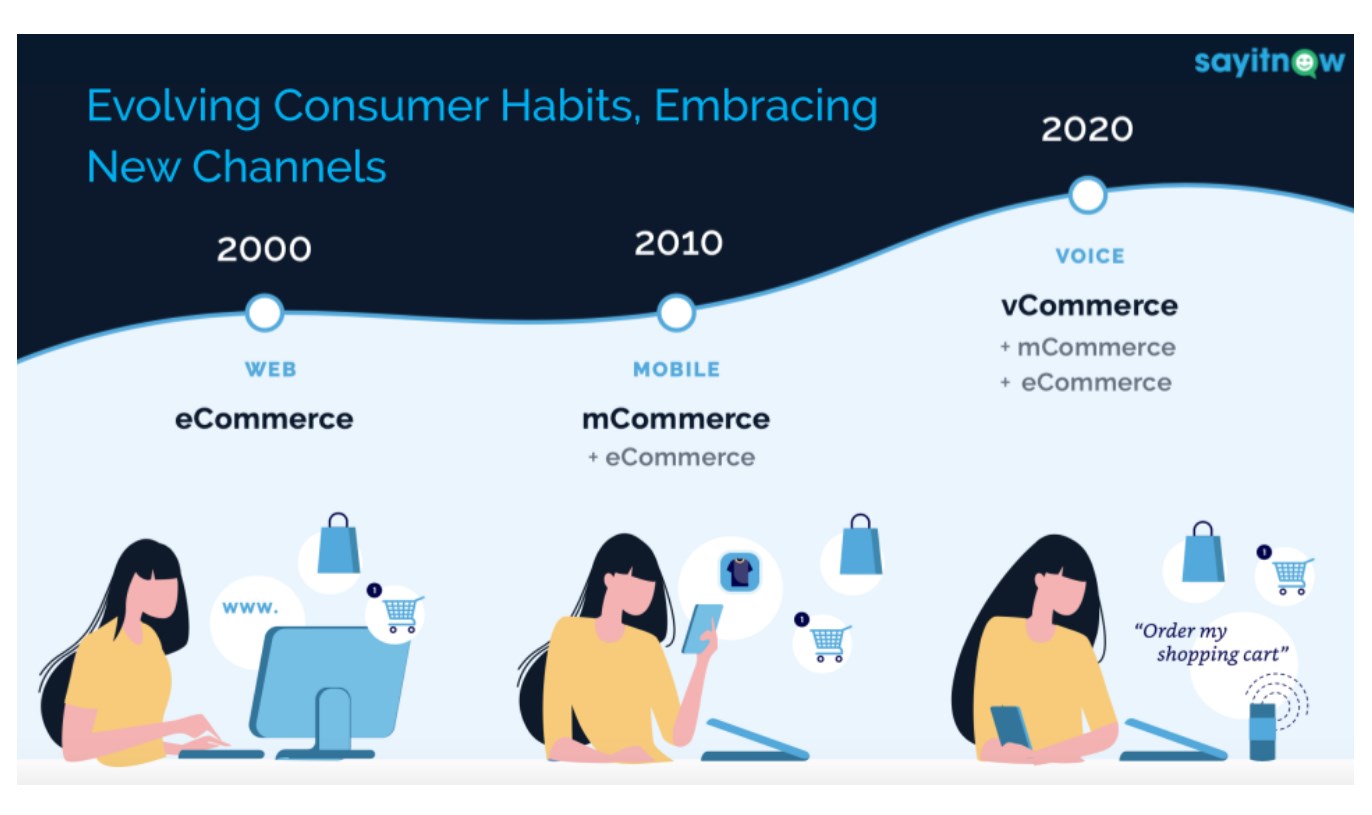 sayitnow
Evolving Consumer Habits, Embracing
New Channels
2000
WEB
eCommerce
2010
MOBILE
mCommerce
+ eCommerce
2020
VOICE
vCommerce
+ mCommerce
+ eCommerce
www.
1
1
1
“Order my
shopping cart”